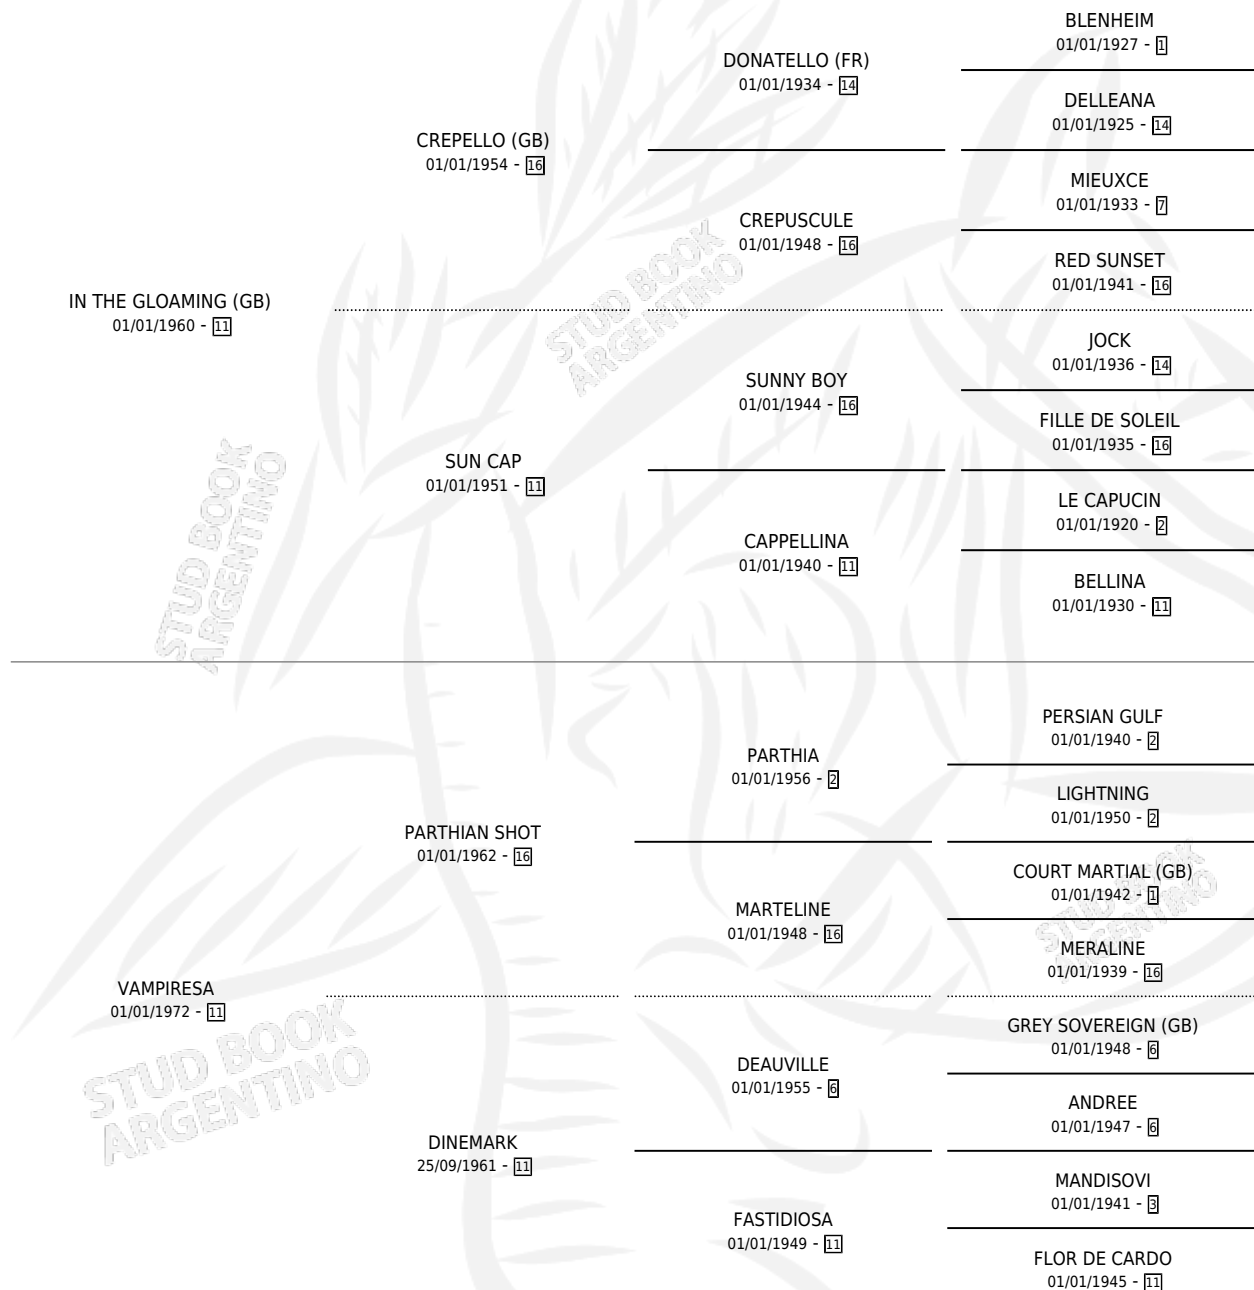 BLENHEIM
01/01/1927 - 1
DONATELLO (FR)
01/01/1934 - 14
DELLEANA
01/01/1925 - 14
CREPELLO (GB)
01/01/1954 - 16
MIEUXCE
01/01/1933 - 7
CREPUSCULE
01/01/1948 - 16
RED SUNSET
01/01/1941 - 16
IN THE GLOAMING (GB)
01/01/1960 - 11
JOCK
01/01/1936 - 14
SUNNY BOY
01/01/1944 - 16
FILLE DE SOLEIL
01/01/1935 - 16
SUN CAP
01/01/1951 - 11
LE CAPUCIN
01/01/1920 - 2
CAPPELLINA
01/01/1940 - 11
BELLINA
01/01/1930 - 11
PERSIAN GULF
01/01/1940 - 2
PARTHIA
01/01/1956 - 2
LIGHTNING
01/01/1950 - 2
PARTHIAN SHOT
01/01/1962 - 16
COURT MARTIAL (GB)
01/01/1942 - 1
MARTELINE
01/01/1948 - 16
MERALINE
01/01/1939 - 16
VAMPIRESA
01/01/1972 - 11
GREY SOVEREIGN (GB)
01/01/1948 - 6
DEAUVILLE
01/01/1955 - 6
ANDREE
01/01/1947 - 6
DINEMARK
25/09/1961 - 11
MANDISOVI
01/01/1941 - 3
FASTIDIOSA
01/01/1949 - 11
FLOR DE CARDO
01/01/1945 - 11
STUD BOOK
ARGENTINO
STUD BOOK
ARGENTINO
STUD BOOK
ARGENTINO
STUD BOOK
ARGENTINO